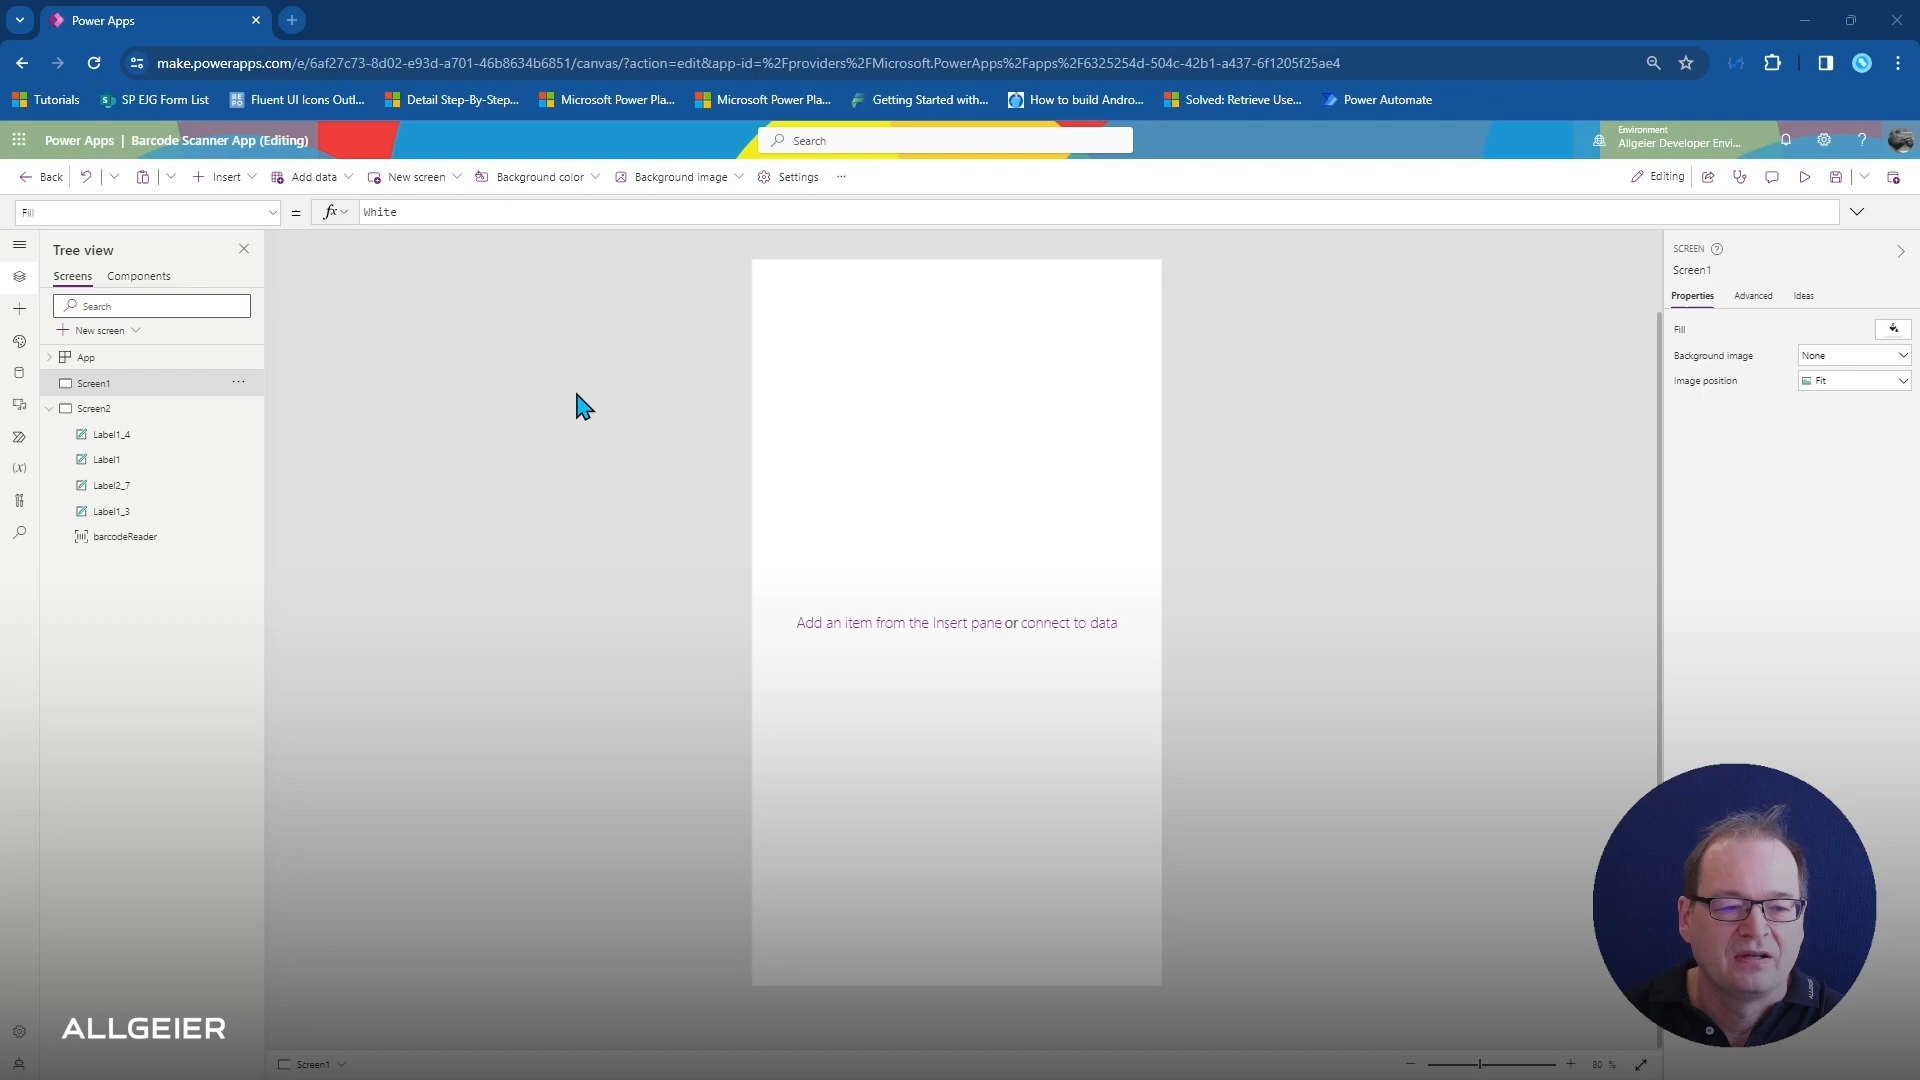 Power Apps
make.powerapps.com/e/6af27c73-8d02-e93d-a701-46b8634b6851/canvas/?action=edit&app-id=%2Fproviders%2FMicrosoft.PowerApps%2Fapps%2F6325254d-504c-42b1-a437-6f1205f25ae4
Tutorials SP EJG Form List Fluent UI Icons Outl... Detail Step-By-Step... Microsoft Power Pla... Microsoft Power Pla... Getting Started with... How to build Andro... Solved: Retrieve Use... Power Automate
Power Apps | Barcode Scanner App (Editing)
Search
Environment
Allgeier Developer Envi...
Back Insert Add data New screen Background color Background image Settings ... Editing
Fill = fx White
Tree view
Screens Components
Search
New screen
App
Screen1 ...
Screen2
Label1_4
Label1
Label2_7
Label1_3
barcodeReader
Add an item from the Insert pane or connect to data
SCREEN
Screen1
Properties Advanced Ideas
Fill
Background image None
Image position Fit
ALLGEIER
Screen1
80 %